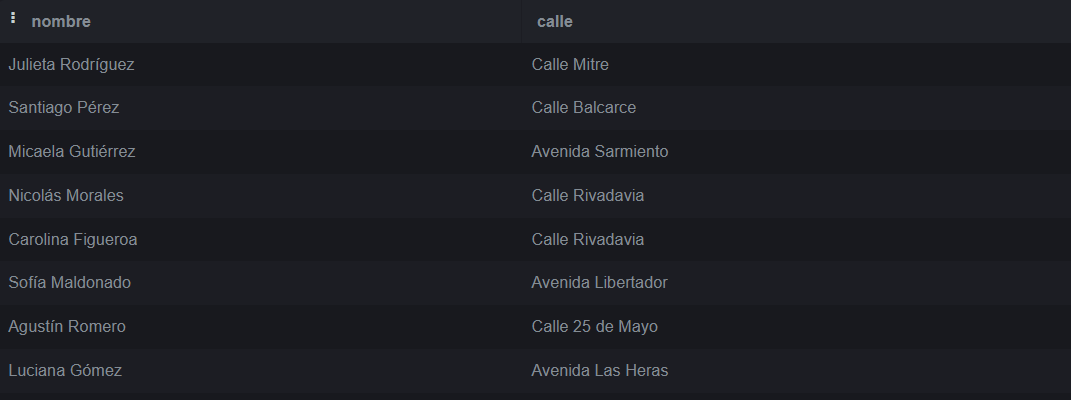 nombre calle
Julieta Rodríguez Calle Mitre
Santiago Pérez Calle Balcarce
Micaela Gutiérrez Avenida Sarmiento
Nicolás Morales Calle Rivadavia
Carolina Figueroa Calle Rivadavia
Sofía Maldonado Avenida Libertador
Agustín Romero Calle 25 de Mayo
Luciana Gómez Avenida Las Heras